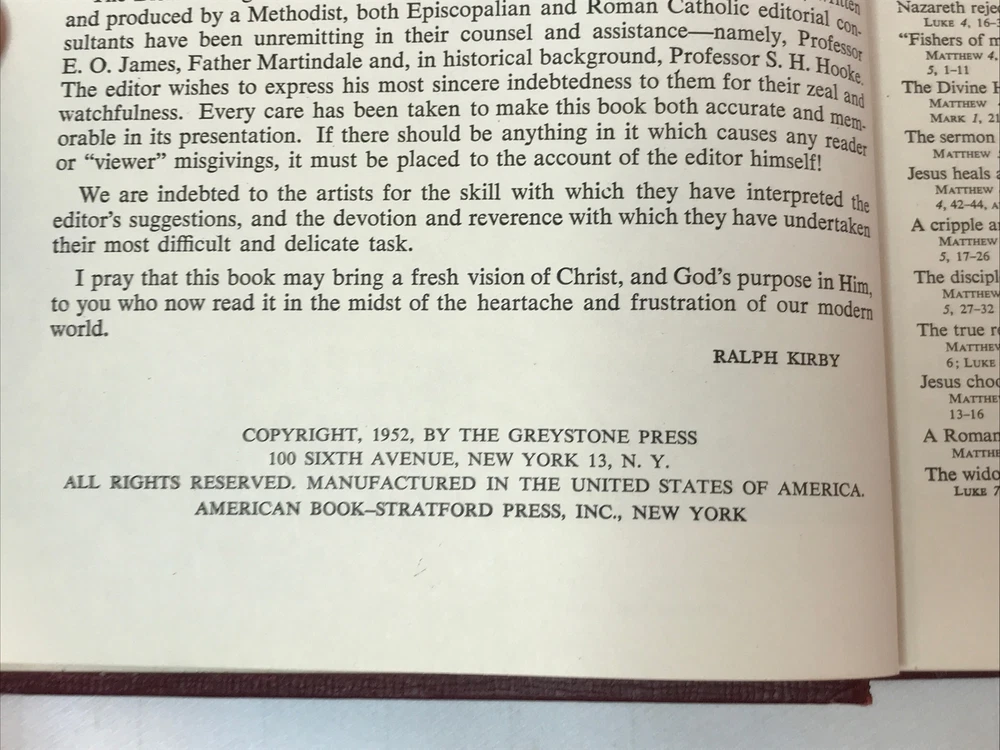 and produced by a Methodist, both Episcopalian and Roman Catholic editorial con-
sultants have been unremitting in their counsel and assistance—namely, Professor
E. O. James, Father Martindale and, in historical background, Professor S. H. Hooke.
The editor wishes to express his most sincere indebtedness to them for their zeal and
watchfulness. Every care has been taken to make this book both accurate and mem-
orable in its presentation. If there should be anything in it which causes any reader
or “viewer” misgivings, it must be placed to the account of the editor himself!
We are indebted to the artists for the skill with which they have interpreted the
editor’s suggestions, and the devotion and reverence with which they have undertaken
their most difficult and delicate task.
I pray that this book may bring a fresh vision of Christ, and God’s purpose in Him,
to you who now read it in the midst of the heartache and frustration of our modern
world.
RALPH KIRBY
COPYRIGHT, 1952, BY THE GREYSTONE PRESS
100 SIXTH AVENUE, NEW YORK 13, N. Y.
ALL RIGHTS RESERVED. MANUFACTURED IN THE UNITED STATES OF AMERICA.
AMERICAN BOOK–STRATFORD PRESS, INC., NEW YORK
Nazareth
LUKE 4,
“Fishers of
MATTHEW 4,
5, 1–11
The Divine
MATTHEW
MARK 1, 21
The sermon
MATTHEW
Jesus heals
MATTHEW
4, 42–44,
A cripple
MATTHEW
5, 17–26
The
MATTHEW
5, 27–32
The true
6; LUKE
Jesus
13–16
A Roman
The
LUKE 7